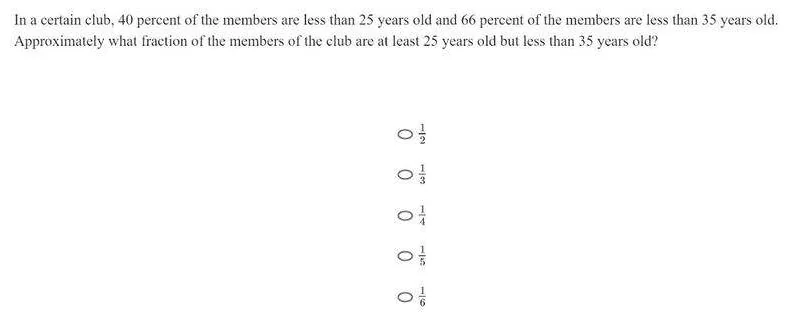 In a certain club, 40 percent of the members are less than 25 years old and 66 percent of the members are less than 35 years old.
Approximately what fraction of the members of the club are at least 25 years old but less than 35 years old?
1/2
1/3
1/4
1/5
1/6